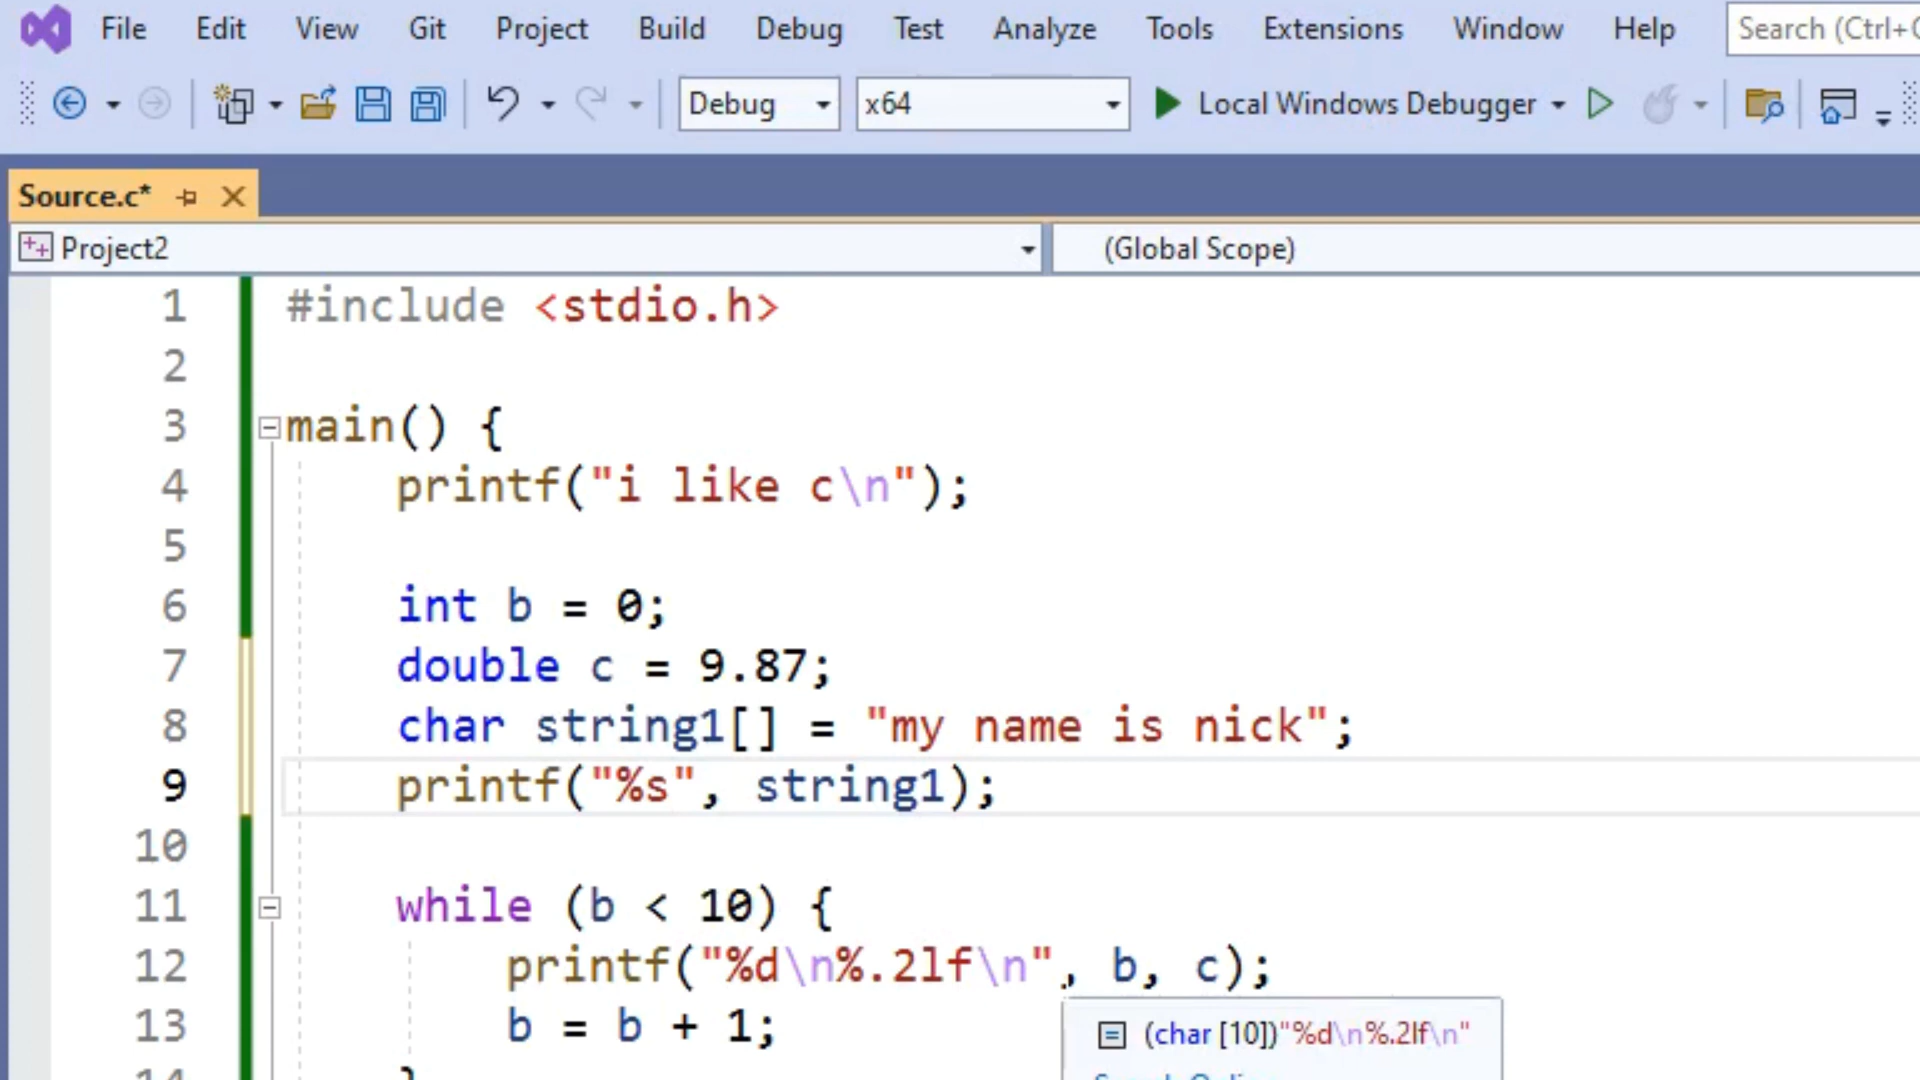 File Edit View Git Project Build Debug Test Analyze Tools Extensions Window Help Search (Ctrl+
Debug x64 Local Windows Debugger
Source.c*
Project2 (Global Scope)
1 #include <stdio.h>
2
3 main() {
4 printf("i like c\n");
5
6 int b = 0;
7 double c = 9.87;
8 char string1[] = "my name is nick";
9 printf("%s", string1);
10
11 while (b < 10) {
12 printf("%d\n%.2lf\n", b, c);
13 b = b + 1;
14 }
(char [10])"%d\n%.2lf\n"